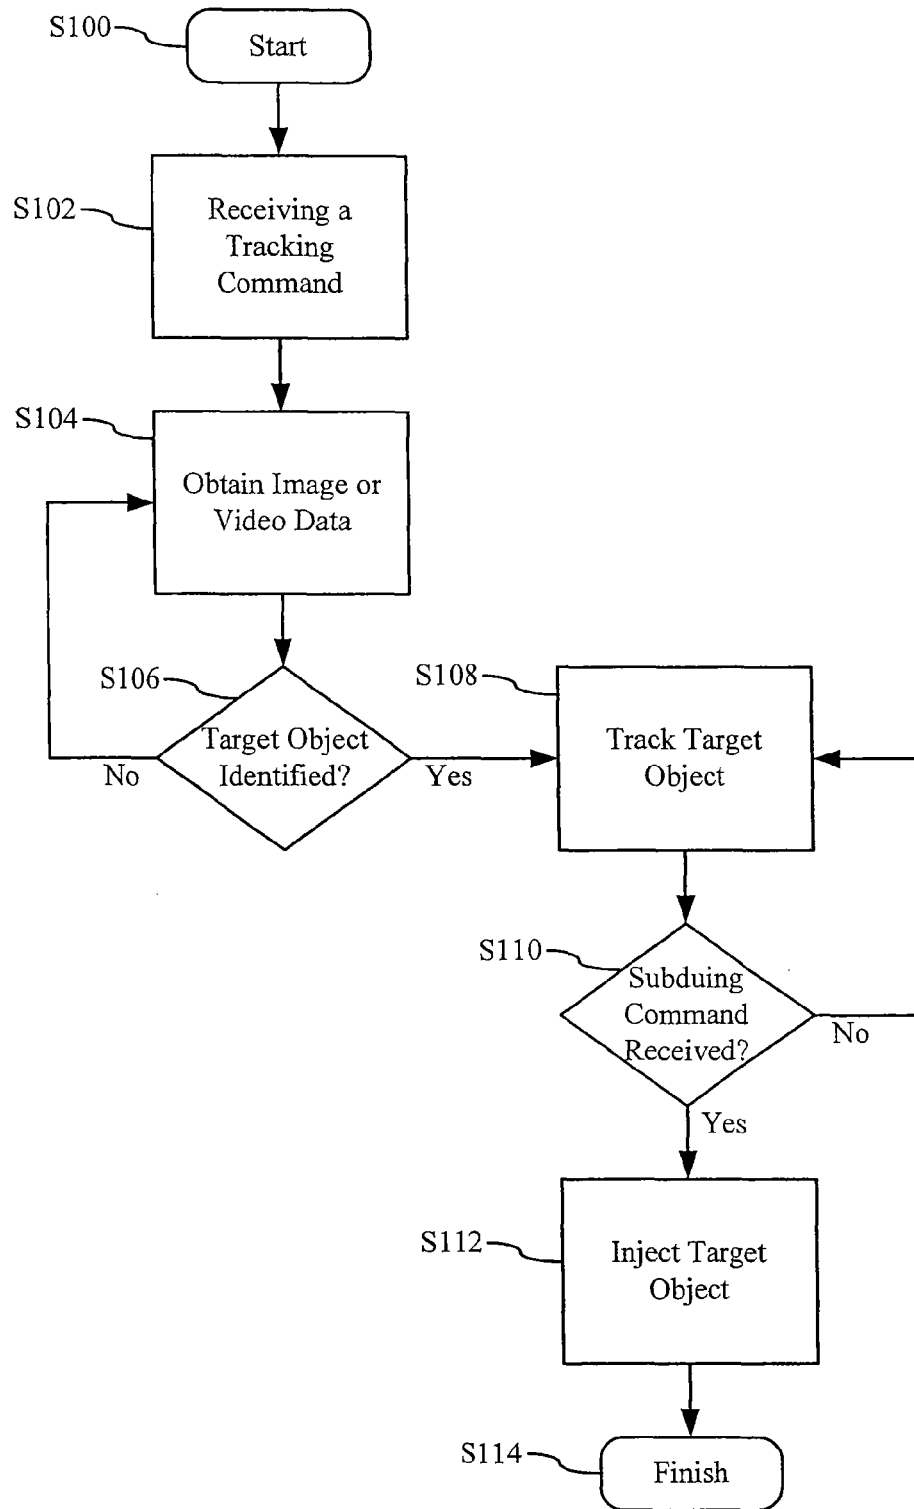 S100
Start
S102
Receiving a
Tracking
Command
S104
Obtain Image or
Video Data
S106
Target Object
Identified?
No
Yes
S108
Track Target
Object
S110
Subduing
Command
Received?
No
Yes
S112
Inject Target
Object
S114
Finish